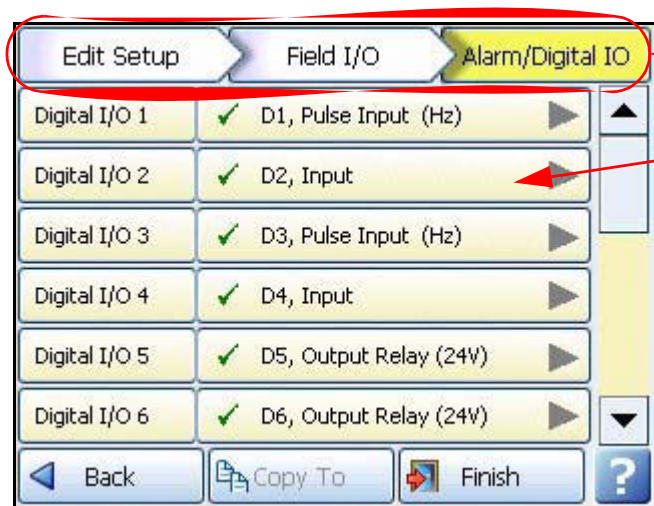 Edit Setup Field I/O Alarm/Digital IO
Digital I/O 1 ✓ D1, Pulse Input (Hz)
Digital I/O 2 ✓ D2, Input
Digital I/O 3 ✓ D3, Pulse Input (Hz)
Digital I/O 4 ✓ D4, Input
Digital I/O 5 ✓ D5, Output Relay (24V)
Digital I/O 6 ✓ D6, Output Relay (24V)
Back Copy To Finish ?